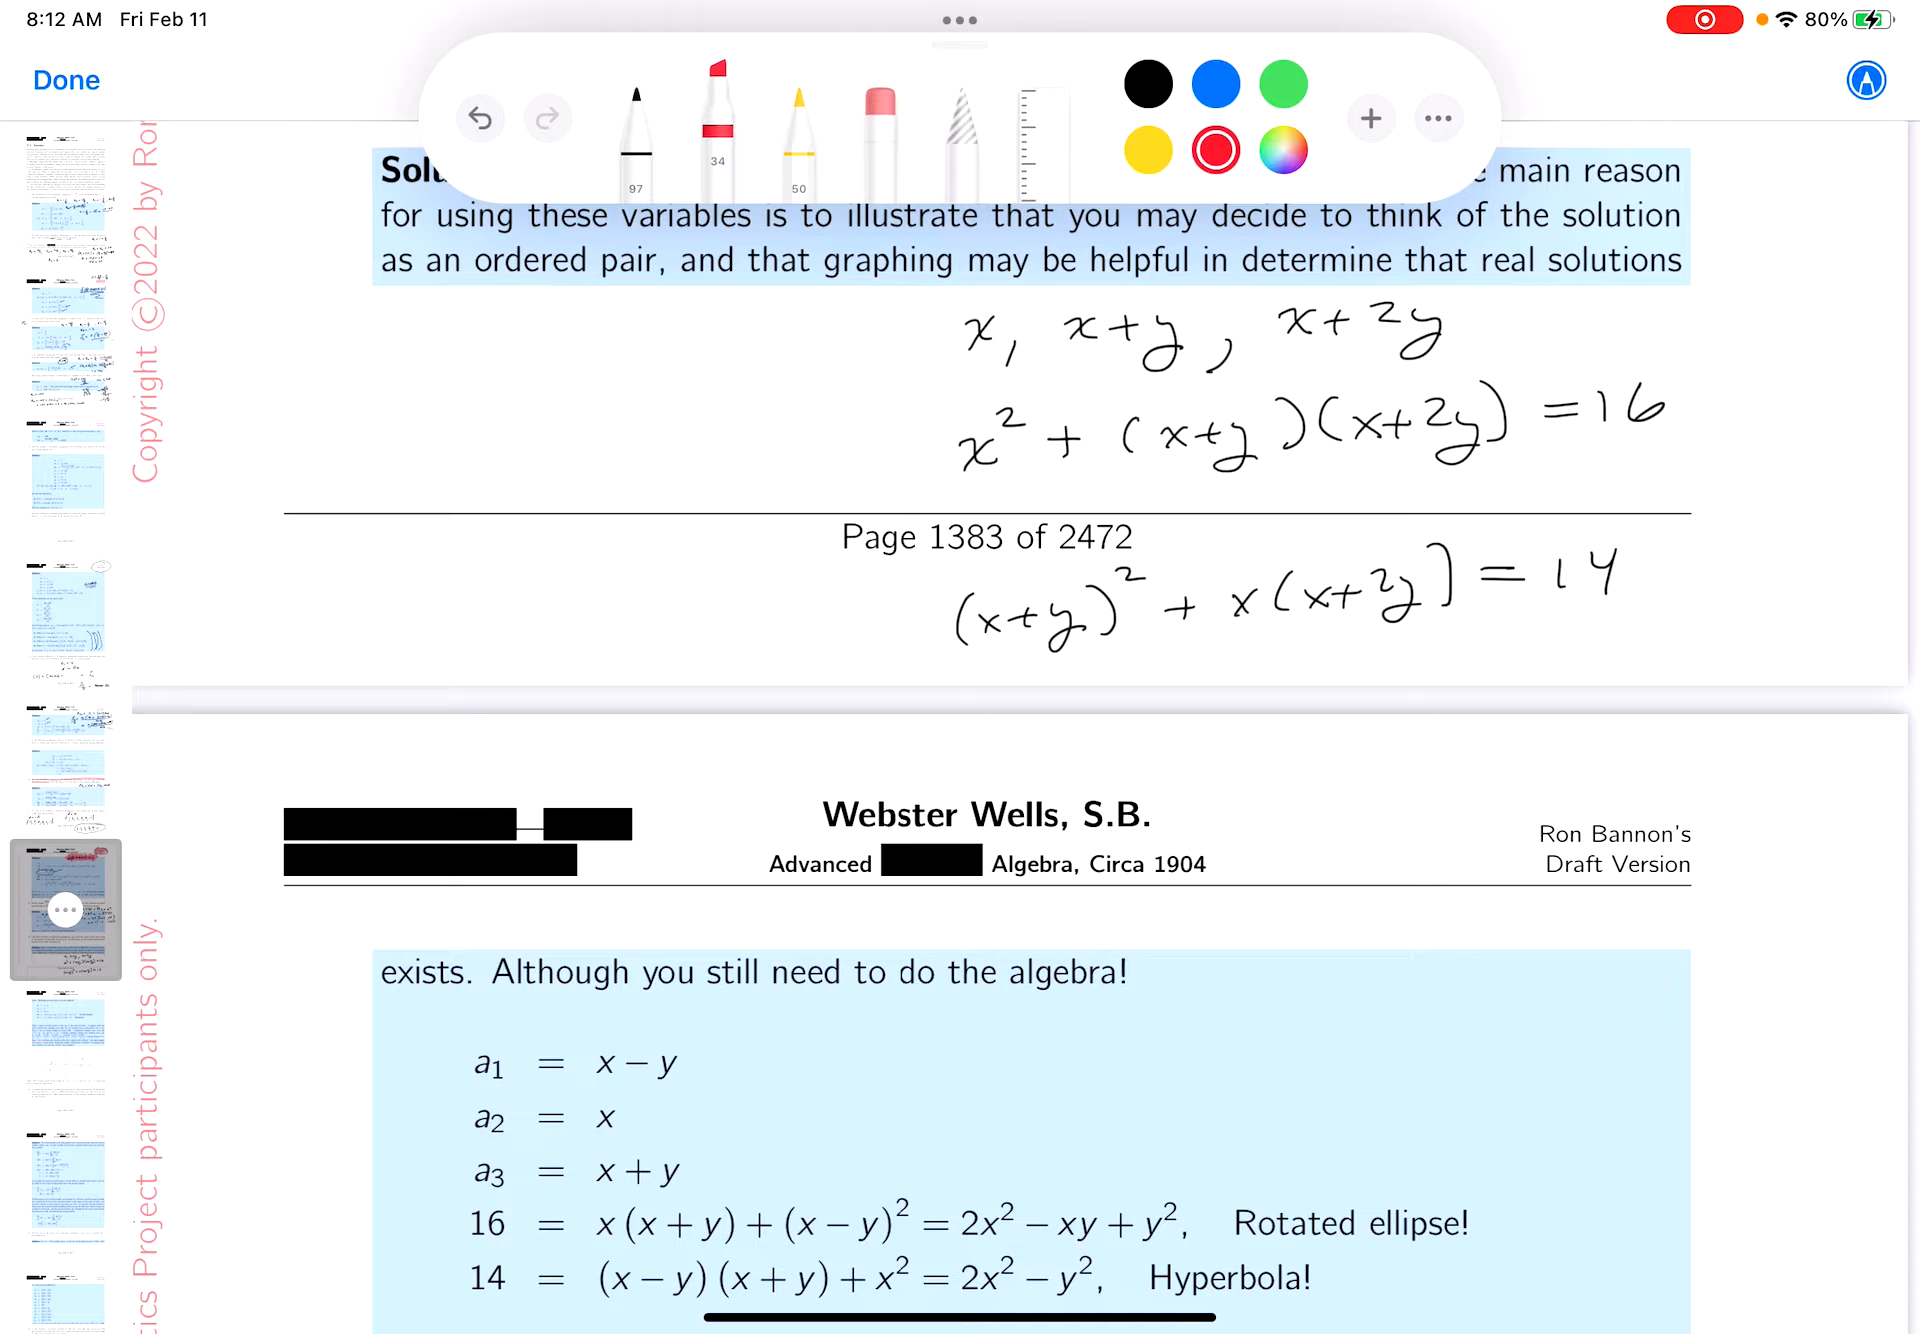 8:12 AM Fri Feb 11
80%
Done
97
34
50
main reason
for using these variables is to illustrate that you may decide to think of the solution
as an ordered pair, and that graphing may be helpful in determine that real solutions
x, x+y, x+2y
x² + (x+y)(x+2y) = 16
Page 1383 of 2472
(x+y)² + x(x+2y) = 14
Copyright ©2022 by Ron
Webster Wells, S.B.
Advanced Algebra, Circa 1904
Ron Bannon's
Draft Version
exists. Although you still need to do the algebra!
a₁ = x − y
a₂ = x
a₃ = x + y
16 = x (x + y) + (x − y)² = 2x² − xy + y², Rotated ellipse!
14 = (x − y) (x + y) + x² = 2x² − y², Hyperbola!
Project participants only.